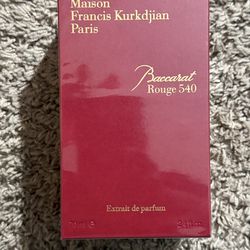 Maison
Francis Kurkdjian
Paris
Baccarat
Rouge 540
Extrait de parfum